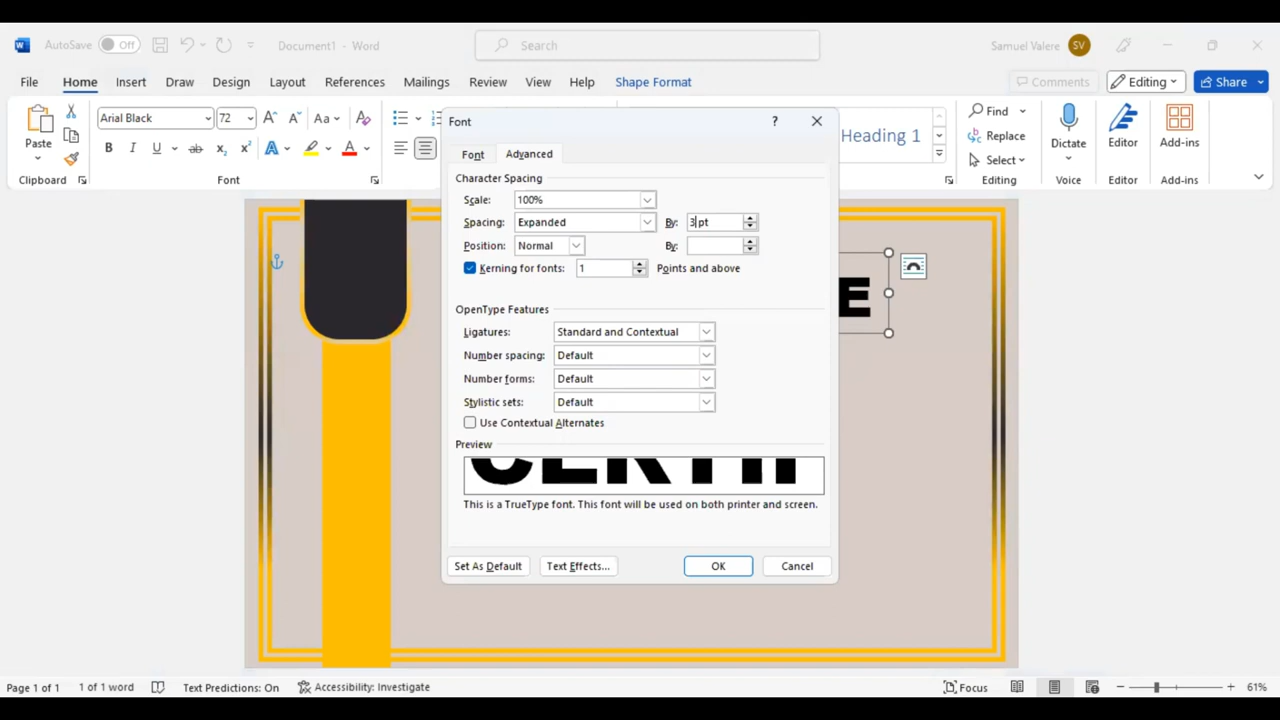 AutoSave Off Document1 - Word Search Samuel Valere SV
File Home Insert Draw Design Layout References Mailings Review View Help Shape Format Comments Editing Share
Paste Arial Black 72 Aa Heading 1 Find Replace Select Dictate Editor Add-ins
Clipboard Font Editing Voice Editor Add-ins
Font ?
Font Advanced
Character Spacing
Scale: 100%
Spacing: Expanded By: 3 pt
Position: Normal By:
Kerning for fonts: 1 Points and above
OpenType Features
Ligatures: Standard and Contextual
Number spacing: Default
Number forms: Default
Stylistic sets: Default
Use Contextual Alternates
Preview
CERTIF
This is a TrueType font. This font will be used on both printer and screen.
Set As Default Text Effects... OK Cancel
E
Page 1 of 1 1 of 1 word Text Predictions: On Accessibility: Investigate Focus 61%